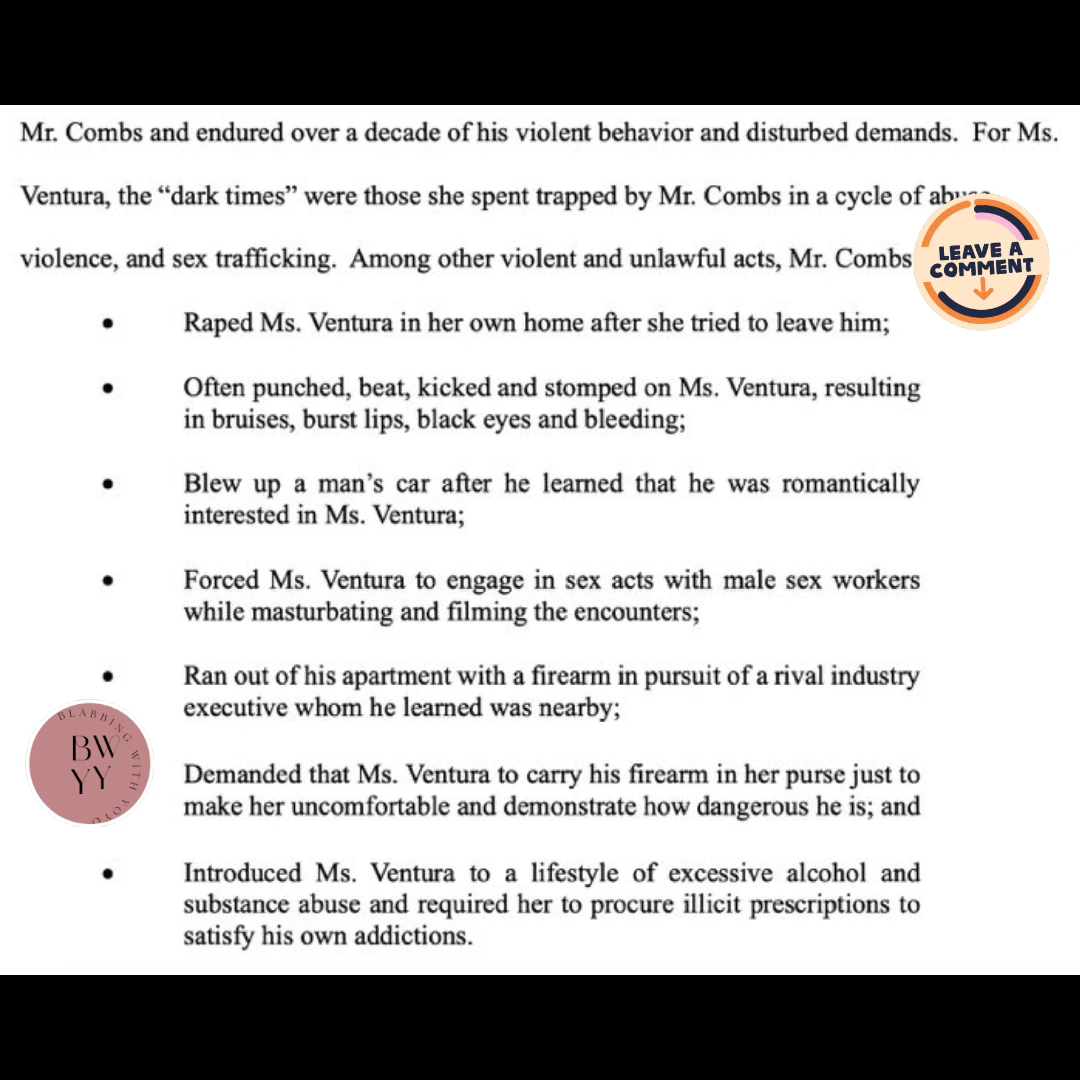 Mr. Combs and endured over a decade of his violent behavior and disturbed demands. For Ms.
Ventura, the “dark times” were those she spent trapped by Mr. Combs in a cycle of
violence, and sex trafficking. Among other violent and unlawful acts, Mr. Combs
LEAVE A
COMMENT
• Raped Ms. Ventura in her own home after she tried to leave him;
• Often punched, beat, kicked and stomped on Ms. Ventura, resulting
in bruises, burst lips, black eyes and bleeding;
• Blew up a man’s car after he learned that he was romantically
interested in Ms. Ventura;
• Forced Ms. Ventura to engage in sex acts with male sex workers
while masturbating and filming the encounters;
• Ran out of his apartment with a firearm in pursuit of a rival industry
executive whom he learned was nearby;
BLABBING WITH YOYO
BW
YY
Demanded that Ms. Ventura to carry his firearm in her purse just to
make her uncomfortable and demonstrate how dangerous he is; and
• Introduced Ms. Ventura to a lifestyle of excessive alcohol and
substance abuse and required her to procure illicit prescriptions to
satisfy his own addictions.